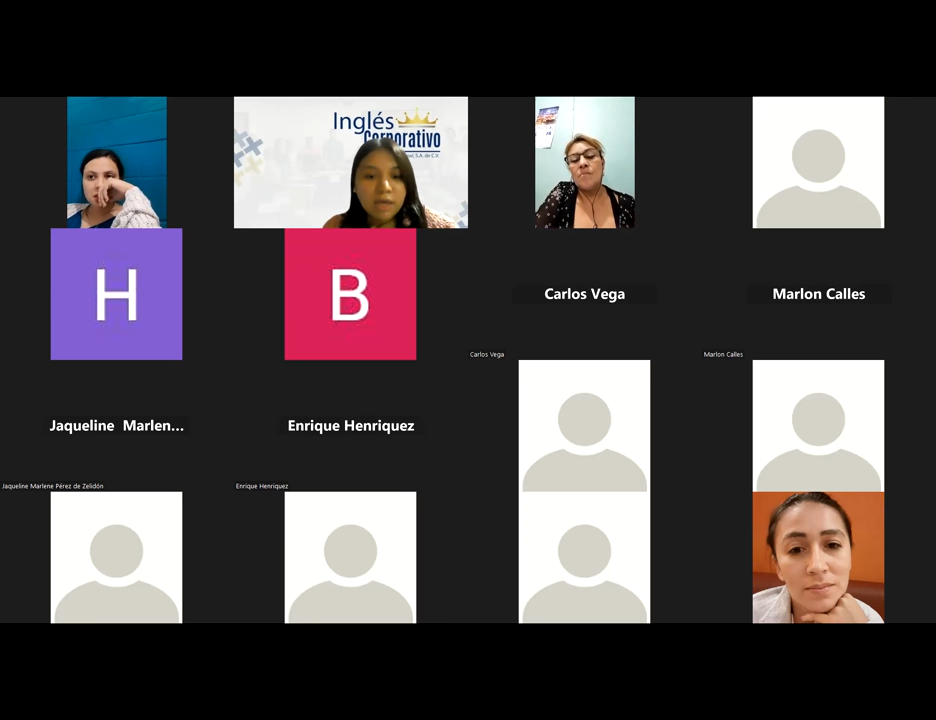 Inglés
Corporativo
S.A. de C.V.
H
B
Carlos Vega
Marlon Calles
Carlos Vega
Marlon Calles
Jaqueline Marlen...
Enrique Henriquez
Jaqueline Marlene Pérez de Zelidón
Enrique Henriquez